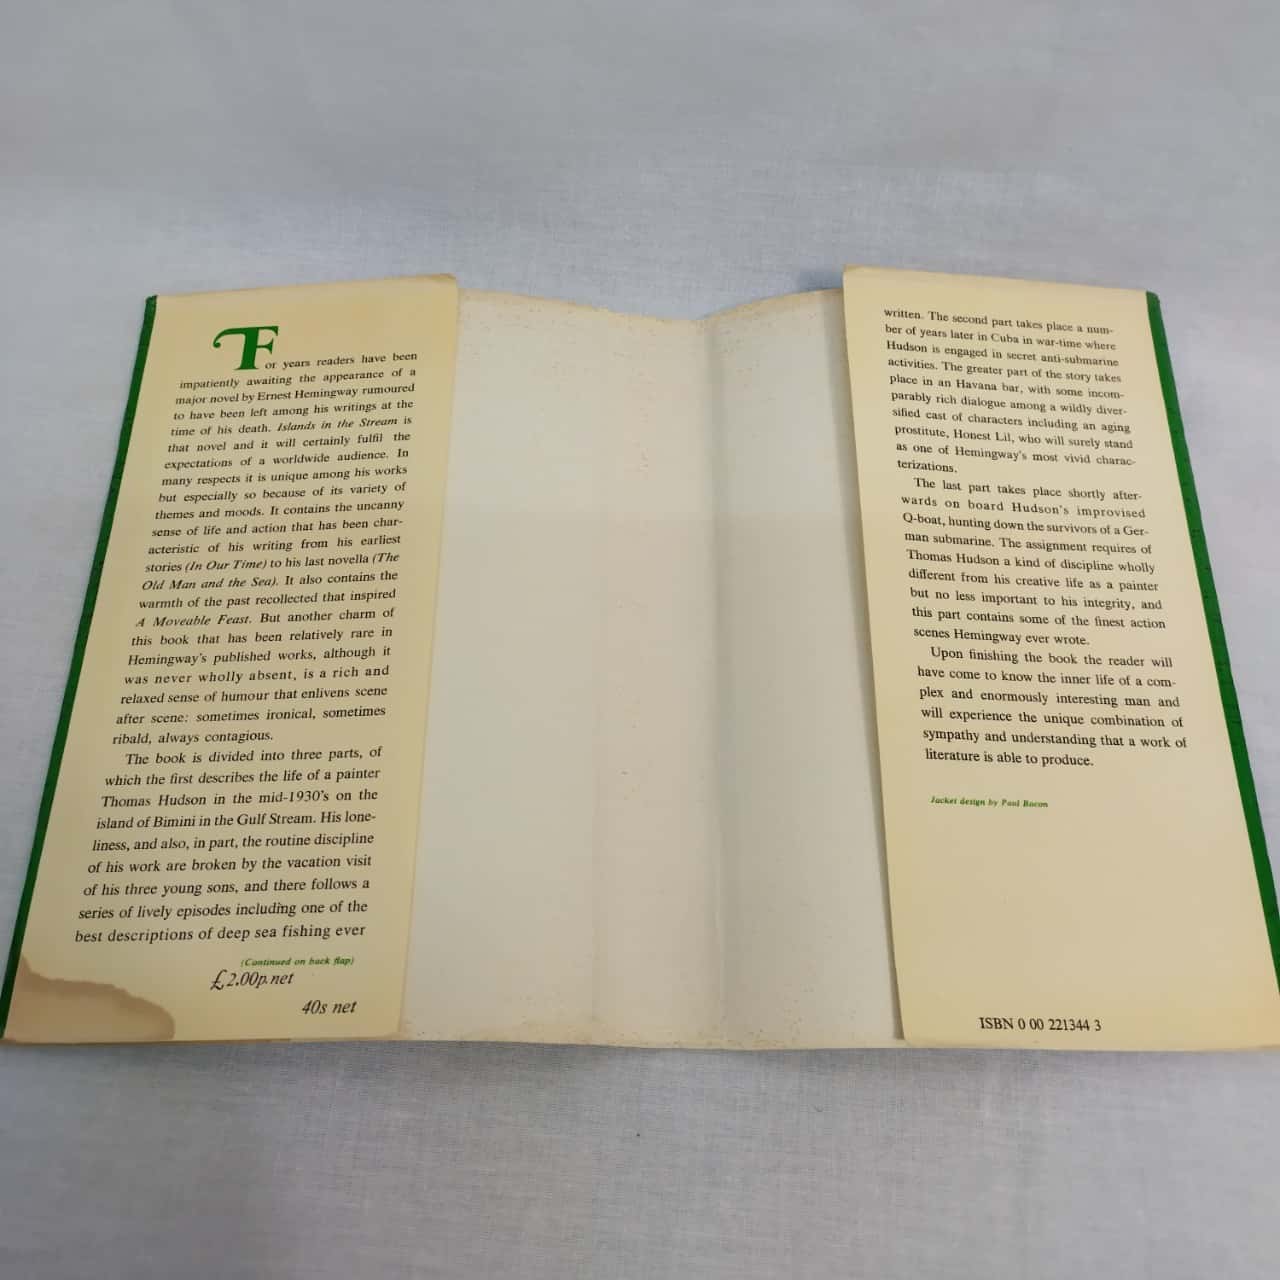 For years readers have been
impatiently awaiting the appearance of a
major novel by Ernest Hemingway rumoured
to have been left among his writings at the
time of his death. Islands in the Stream is
that novel and it will certainly fulfil the
expectations of a worldwide audience. In
many respects it is unique among his works
but especially so because of its variety of
themes and moods. It contains the uncanny
sense of life and action that has been char-
acteristic of his writing from his earliest
stories (In Our Time) to his last novella (The
Old Man and the Sea). It also contains the
warmth of the past recollected that inspired
A Moveable Feast. But another charm of
this book that has been relatively rare in
Hemingway's published works, although it
was never wholly absent, is a rich and
relaxed sense of humour that enlivens scene
after scene: sometimes ironical, sometimes
ribald, always contagious.
The book is divided into three parts, of
which the first describes the life of a painter
Thomas Hudson in the mid-1930's on the
island of Bimini in the Gulf Stream. His lone-
liness, and also, in part, the routine discipline
of his work are broken by the vacation visit
of his three young sons, and there follows a
series of lively episodes including one of the
best descriptions of deep sea fishing ever
(Continued on back flap)
£2.00p.net
40s net
written. The second part takes place a num-
ber of years later in Cuba in war-time where
Hudson is engaged in secret anti-submarine
activities. The greater part of the story takes
place in an Havana bar, with some incom-
parably rich dialogue among a wildly diver-
sified cast of characters including an aging
prostitute, Honest Lil, who will surely stand
as one of Hemingway's most vivid charac-
terizations.
The last part takes place shortly after-
wards on board Hudson's improvised
Q-boat, hunting down the survivors of a Ger-
man submarine. The assignment requires of
Thomas Hudson a kind of discipline wholly
different from his creative life as a painter
but no less important to his integrity, and
this part contains some of the finest action
scenes Hemingway ever wrote.
Upon finishing the book the reader will
have come to know the inner life of a com-
plex and enormously interesting man and
will experience the unique combination of
sympathy and understanding that a work of
literature is able to produce.
Jacket design by Paul Bacon
ISBN 0 00 221344 3